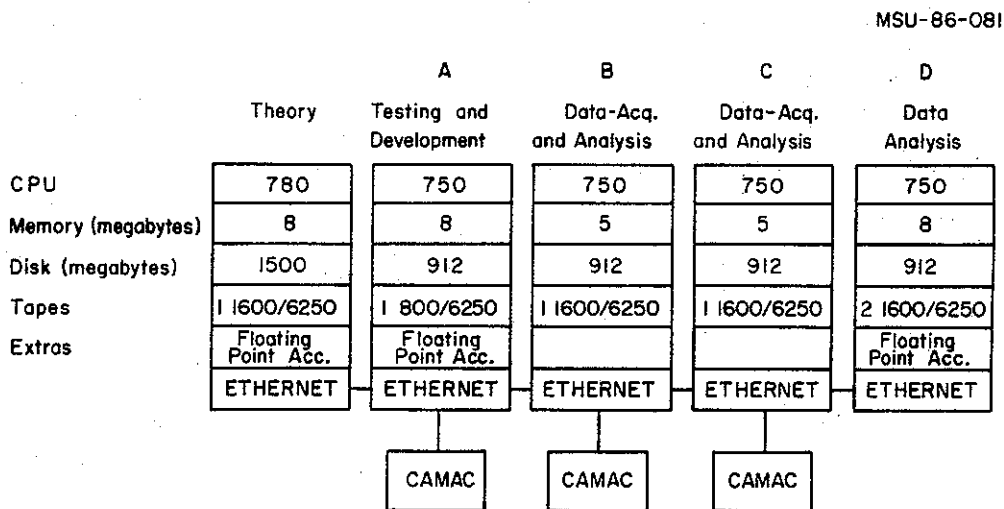 MSU-86-081
A B C D
Theory Testing and Data-Acq. Data-Acq. Data
Development and Analysis and Analysis Analysis
CPU 780 750 750 750 750
Memory (megabytes) 8 8 5 5 8
Disk (megabytes) 1500 912 912 912 912
Tapes 1 1600/6250 1 800/6250 1 1600/6250 1 1600/6250 2 1600/6250
Extras Floating Floating Floating
Point Acc. Point Acc. Point Acc.
ETHERNET ETHERNET ETHERNET ETHERNET ETHERNET
CAMAC CAMAC CAMAC